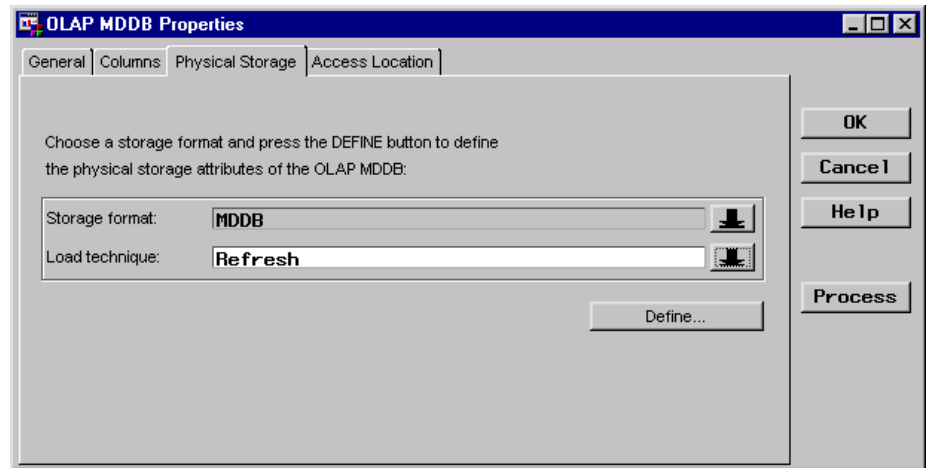 OLAP MDDB Properties
General Columns Physical Storage Access Location
Choose a storage format and press the DEFINE button to define
the physical storage attributes of the OLAP MDDB:
Storage format: MDDB
Load technique: Refresh
Define...
OK
Cancel
Help
Process